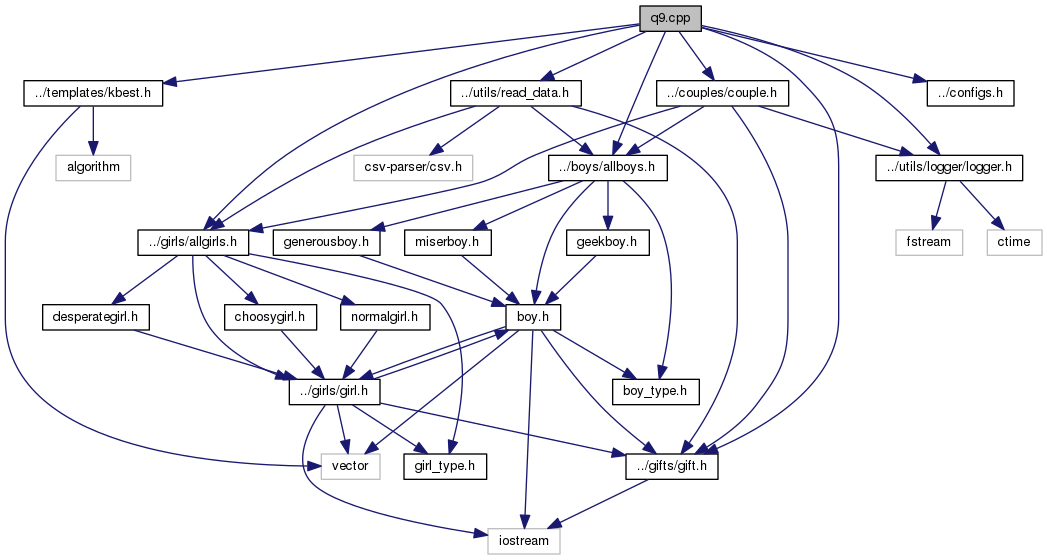 q9.cpp
../templates/kbest.h
../utils/read_data.h
../couples/couple.h
../configs.h
algorithm
csv-parser/csv.h
../boys/allboys.h
../utils/logger/logger.h
../girls/allgirls.h
generousboy.h
miserboy.h
geekboy.h
fstream
ctime
desperategirl.h
choosygirl.h
normalgirl.h
boy.h
../girls/girl.h
boy_type.h
vector
girl_type.h
../gifts/gift.h
iostream